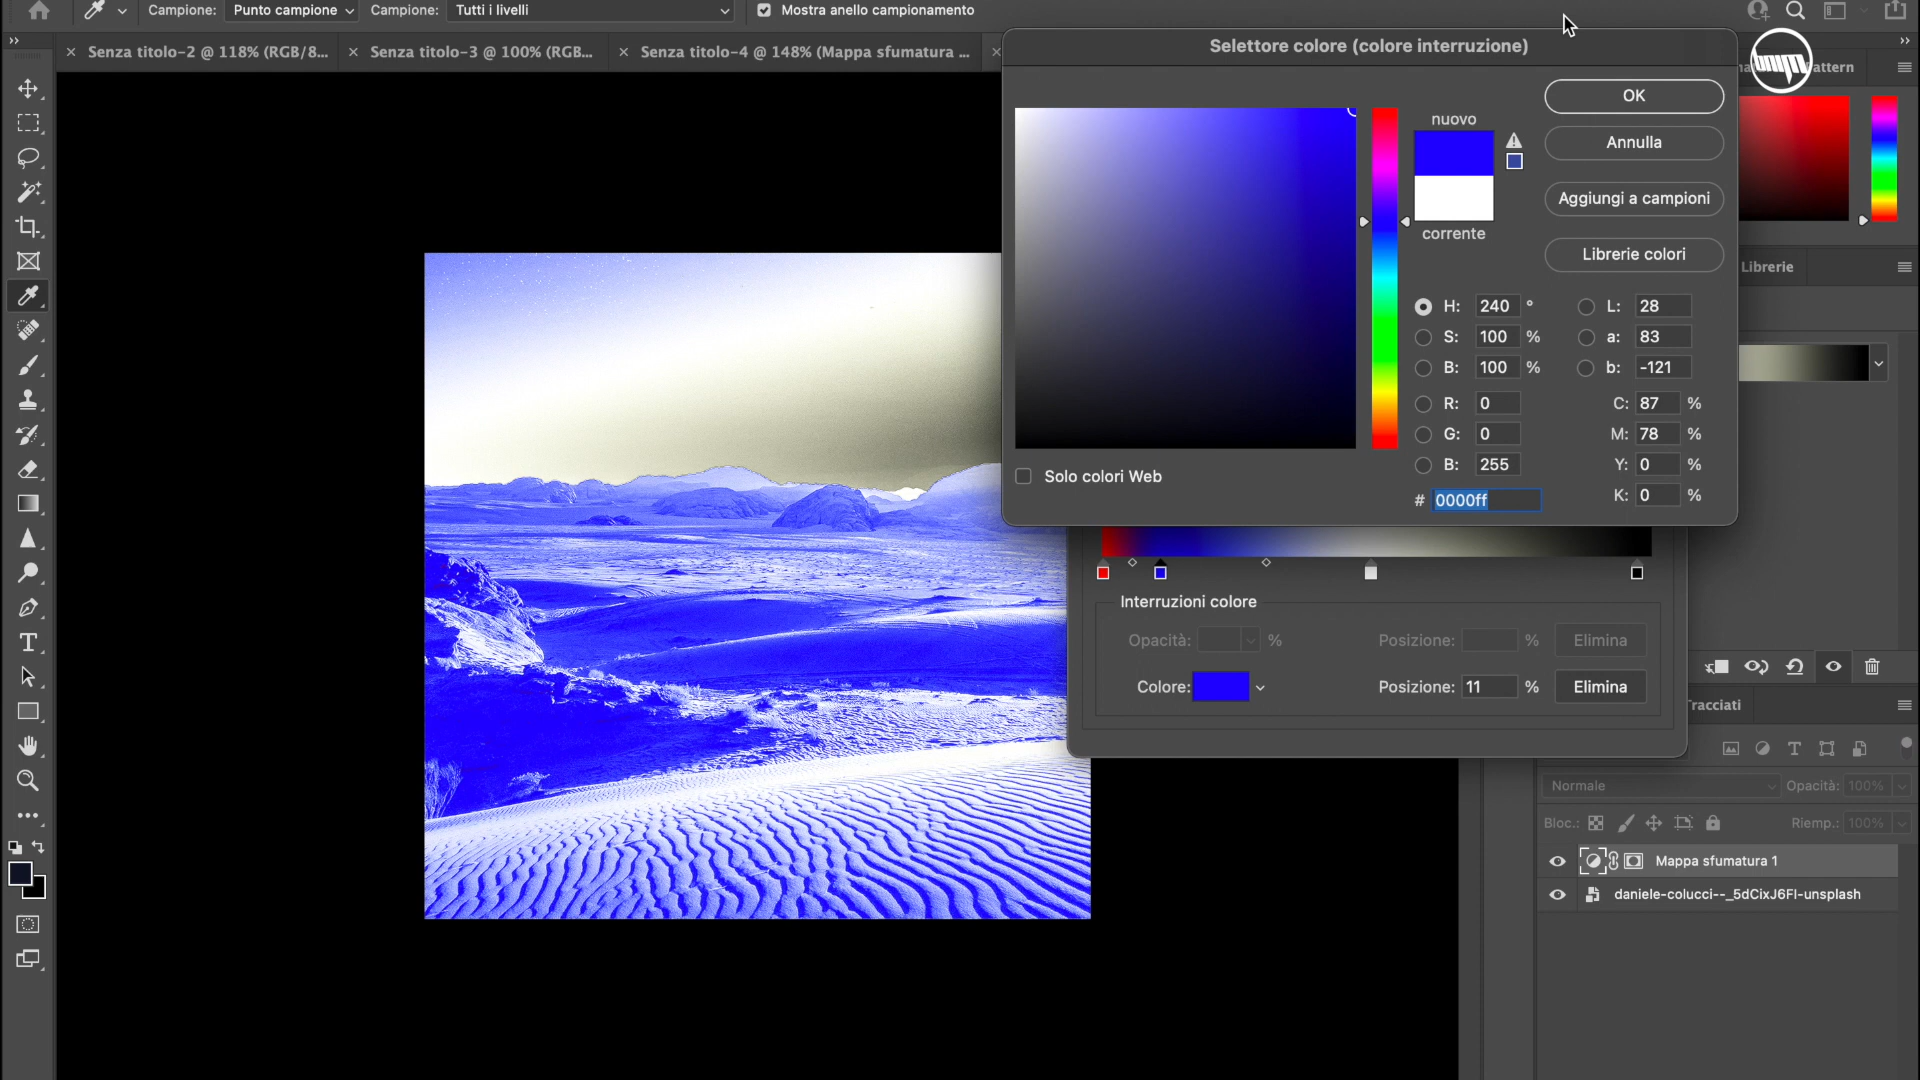 Campione: Punto campione Campione: Tutti i livelli Mostra anello campionamento
Senza titolo-2 @ 118% (RGB/8... Senza titolo-3 @ 100% (RGB... Senza titolo-4 @ 148% (Mappa sfumatura ...
Selettore colore (colore interruzione)
attern
OK
nuovo
Annulla
Aggiungi a campioni
corrente
Librerie colori
Librerie
H: 240 ° L: 28
S: 100 % a: 83
B: 100 % b: -121
R: 0 C: 87 %
G: 0 M: 78 %
B: 255 Y: 0 %
Solo colori Web
# 0000ff K: 0 %
Interruzioni colore
Opacità: % Posizione: % Elimina
Colore: Posizione: 11 % Elimina
Tracciati
Normale Opacità: 100%
Bloc.: Riemp.: 100%
Mappa sfumatura 1
daniele-colucci--_5dCixJ6FI-unsplash